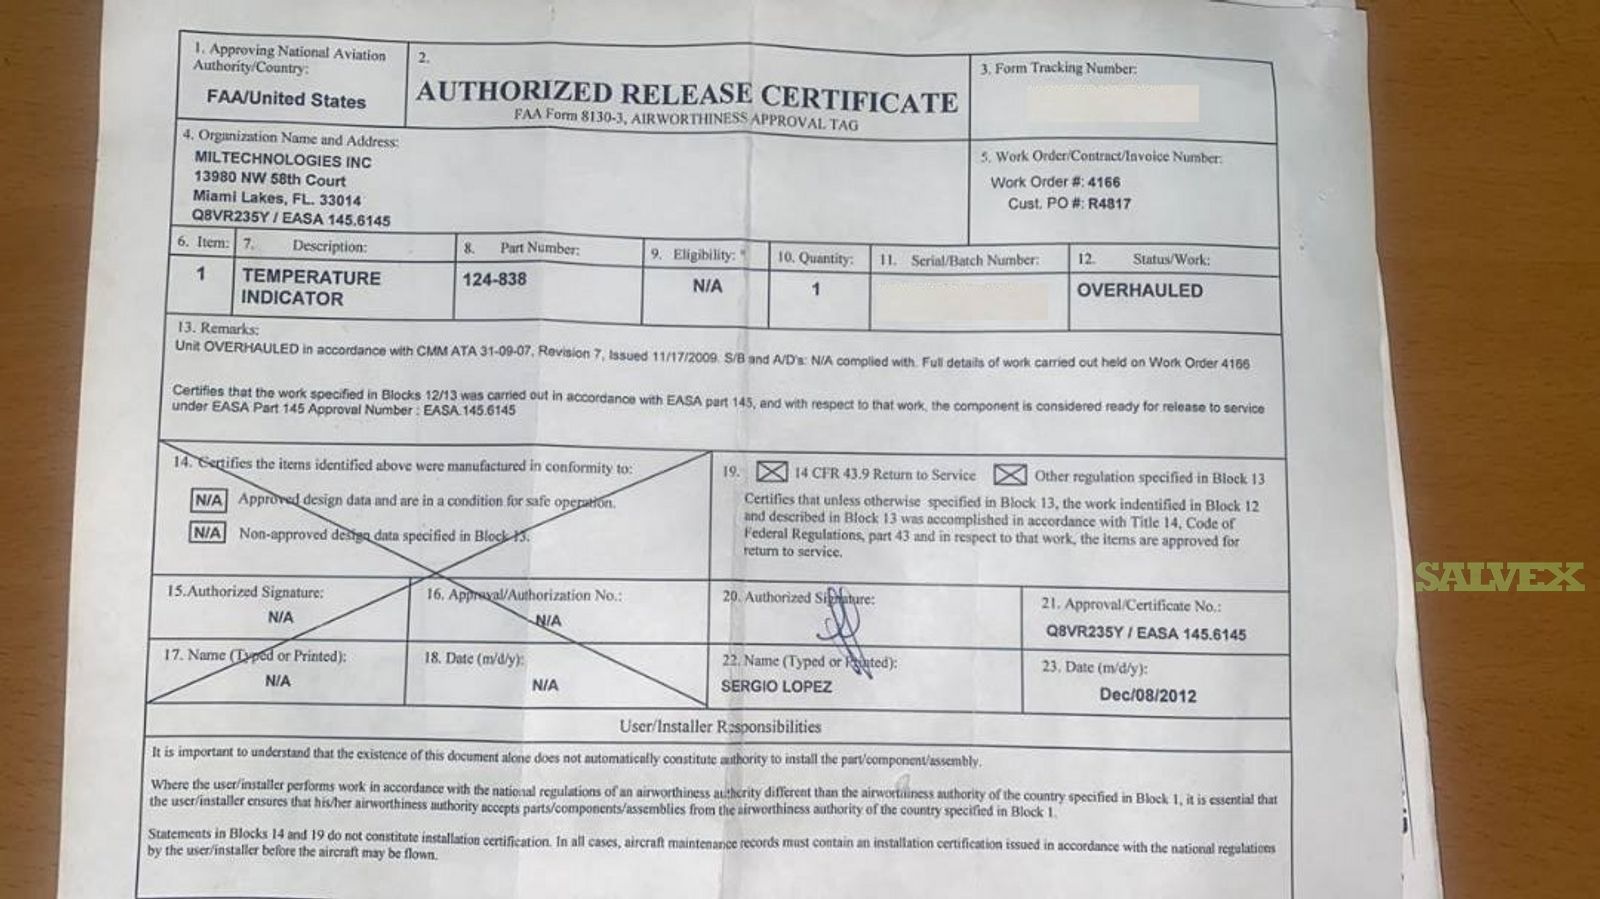 1. Approving National Aviation
Authority/Country:
FAA/United States
2.
AUTHORIZED RELEASE CERTIFICATE
FAA Form 8130-3, AIRWORTHINESS APPROVAL TAG
3. Form Tracking Number:
4. Organization Name and Address:
MILTECHNOLOGIES INC
13980 NW 58th Court
Miami Lakes, FL. 33014
Q8VR235Y / EASA 145.6145
5. Work Order/Contract/Invoice Number:
Work Order #: 4166
Cust. PO #: R4817
6. Item:
7. Description:
8. Part Number:
9. Eligibility: *
10. Quantity:
11. Serial/Batch Number:
12. Status/Work:
1
TEMPERATURE
INDICATOR
124-838
N/A
1
OVERHAULED
13. Remarks:
Unit OVERHAULED in accordance with CMM ATA 31-09-07, Revision 7, Issued 11/17/2009. S/B and A/D's: N/A complied with. Full details of work carried out held on Work Order 4166
Certifies that the work specified in Blocks 12/13 was carried out in accordance with EASA part 145, and with respect to that work, the component is considered ready for release to service
under EASA Part 145 Approval Number : EASA.145.6145
14. Certifies the items identified above were manufactured in conformity to:
N/A Approved design data and are in a condition for safe operation.
N/A Non-approved design data specified in Block 13.
19. 14 CFR 43.9 Return to Service Other regulation specified in Block 13
Certifies that unless otherwise specified in Block 13, the work indentified in Block 12
and described in Block 13 was accomplished in accordance with Title 14, Code of
Federal Regulations, part 43 and in respect to that work, the items are approved for
return to service.
15.Authorized Signature:
N/A
16. Approval/Authorization No.:
N/A
20. Authorized Signature:
21. Approval/Certificate No.:
Q8VR235Y / EASA 145.6145
17. Name (Typed or Printed):
N/A
18. Date (m/d/y):
N/A
22. Name (Typed or Printed):
SERGIO LOPEZ
23. Date (m/d/y):
Dec/08/2012
User/Installer Responsibilities
It is important to understand that the existence of this document alone does not automatically constitute authority to install the part/component/assembly.
Where the user/installer performs work in accordance with the national regulations of an airworthiness authority different than the airworthiness authority of the country specified in Block 1, it is essential that
the user/installer ensures that his/her airworthiness authority accepts parts/components/assemblies from the airworthiness authority of the country specified in Block 1.
Statements in Blocks 14 and 19 do not constitute installation certification. In all cases, aircraft maintenance records must contain an installation certification issued in accordance with the national regulations
by the user/installer before the aircraft may be flown.
SALVEX